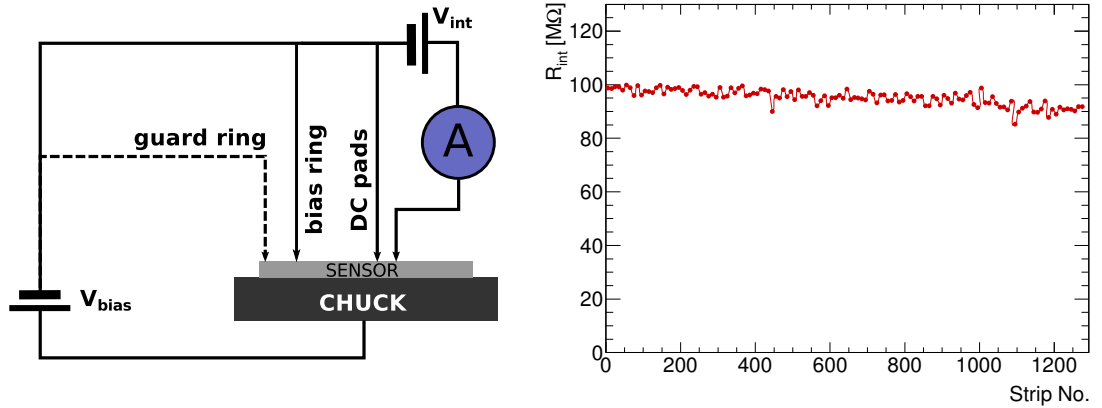 V_int
A
guard ring
bias ring
DC pads
SENSOR
CHUCK
V_bias
R_int [MΩ]
120
100
80
60
40
20
0
0 200 400 600 800 1000 1200
Strip No.